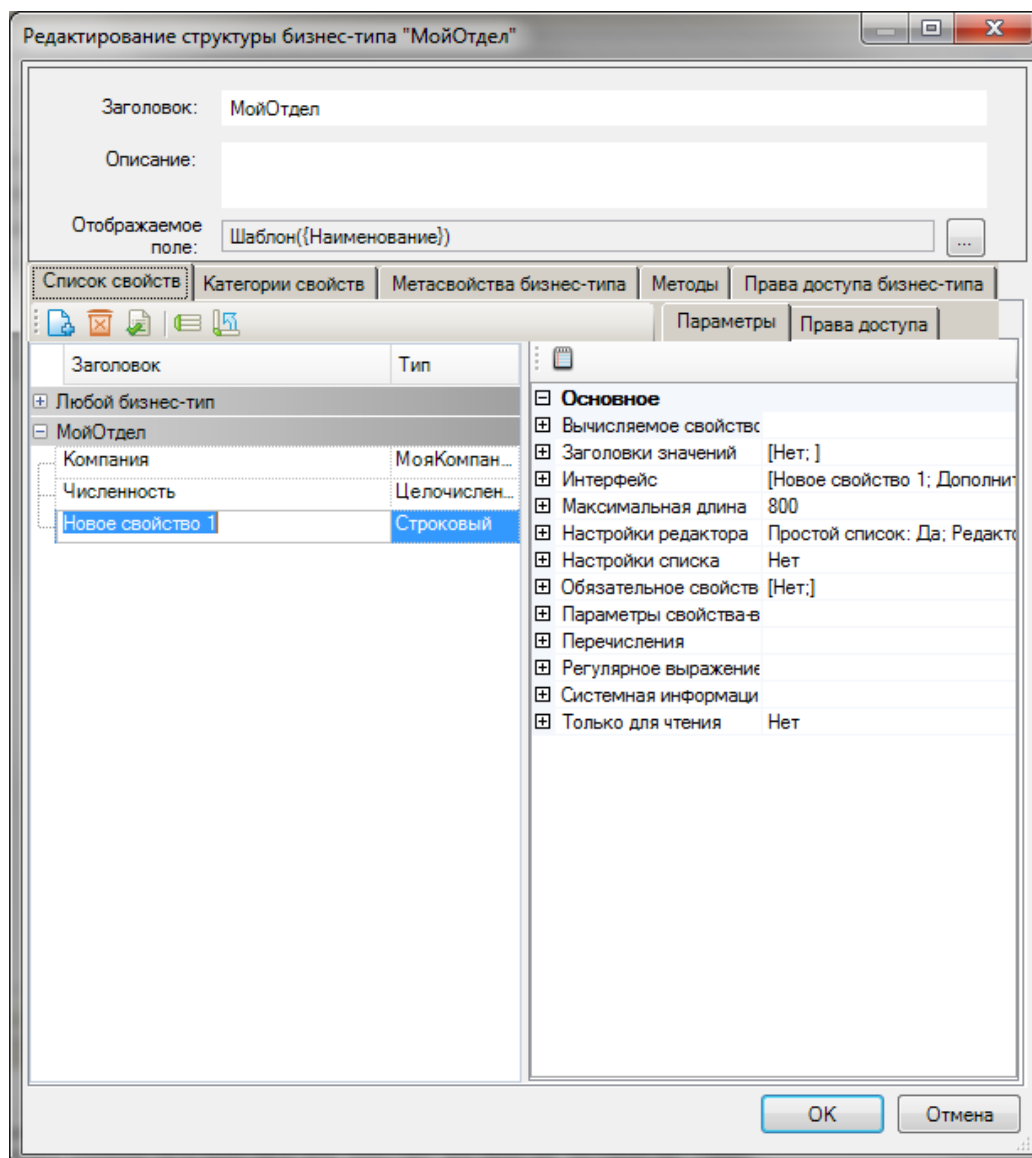 Редактирование структуры бизнес-типа "МойОтдел"
Заголовок: МойОтдел
Описание:
Отображаемое
поле: Шаблон({Наименование}) ...
Список свойств Категории свойств Метасвойства бизнес-типа Методы Права доступа бизнес-типа
Параметры Права доступа
Заголовок Тип
Любой бизнес-тип
МойОтдел
Компания МояКомпан...
Численность Целочислен...
Новое свойство 1 Строковый
Основное
Вычисляемое свойство
Заголовки значений [Нет; ]
Интерфейс [Новое свойство 1; Дополнит
Максимальная длина 800
Настройки редактора Простой список: Да; Редакто
Настройки списка Нет
Обязательное свойств [Нет;]
Параметры свойства-в
Перечисления
Регулярное выражение
Системная информаци
Только для чтения Нет
OK Отмена